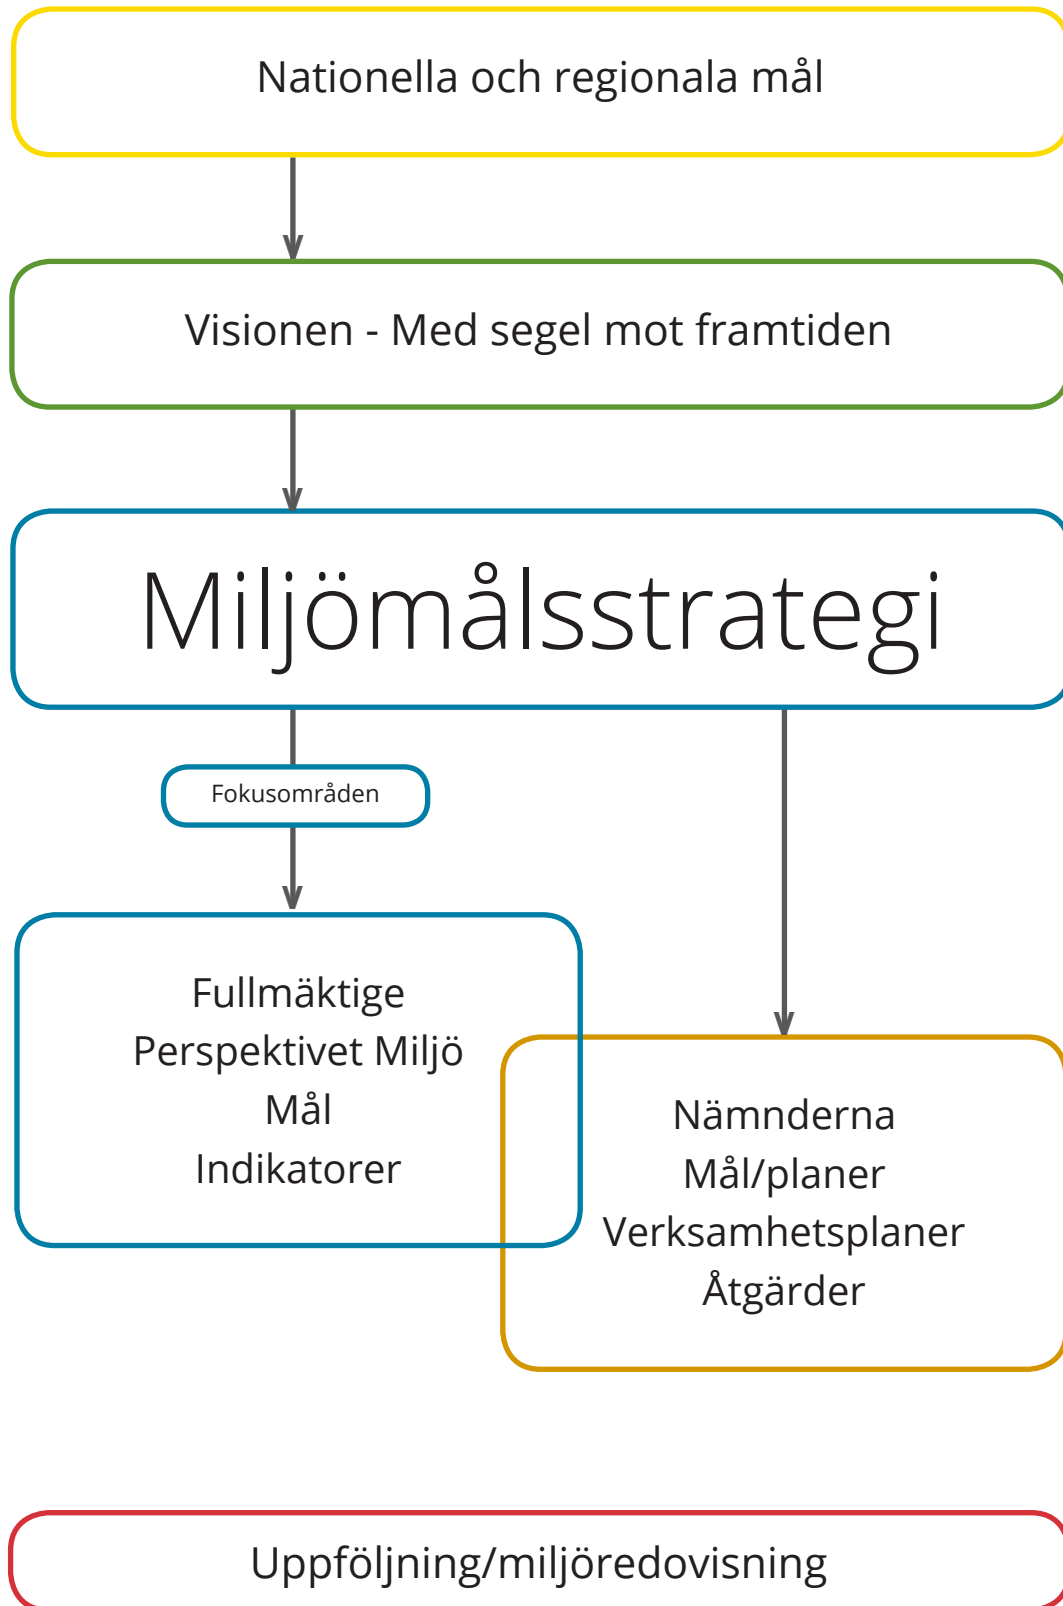 Nationella och regionala mål
Visionen - Med segel mot framtiden
Miljömålsstrategi
Fokusområden
Fullmäktige
Perspektivet Miljö
Mål
Indikatorer
Nämnderna
Mål/planer
Verksamhetsplaner
Åtgärder
Uppföljning/miljöredovisning